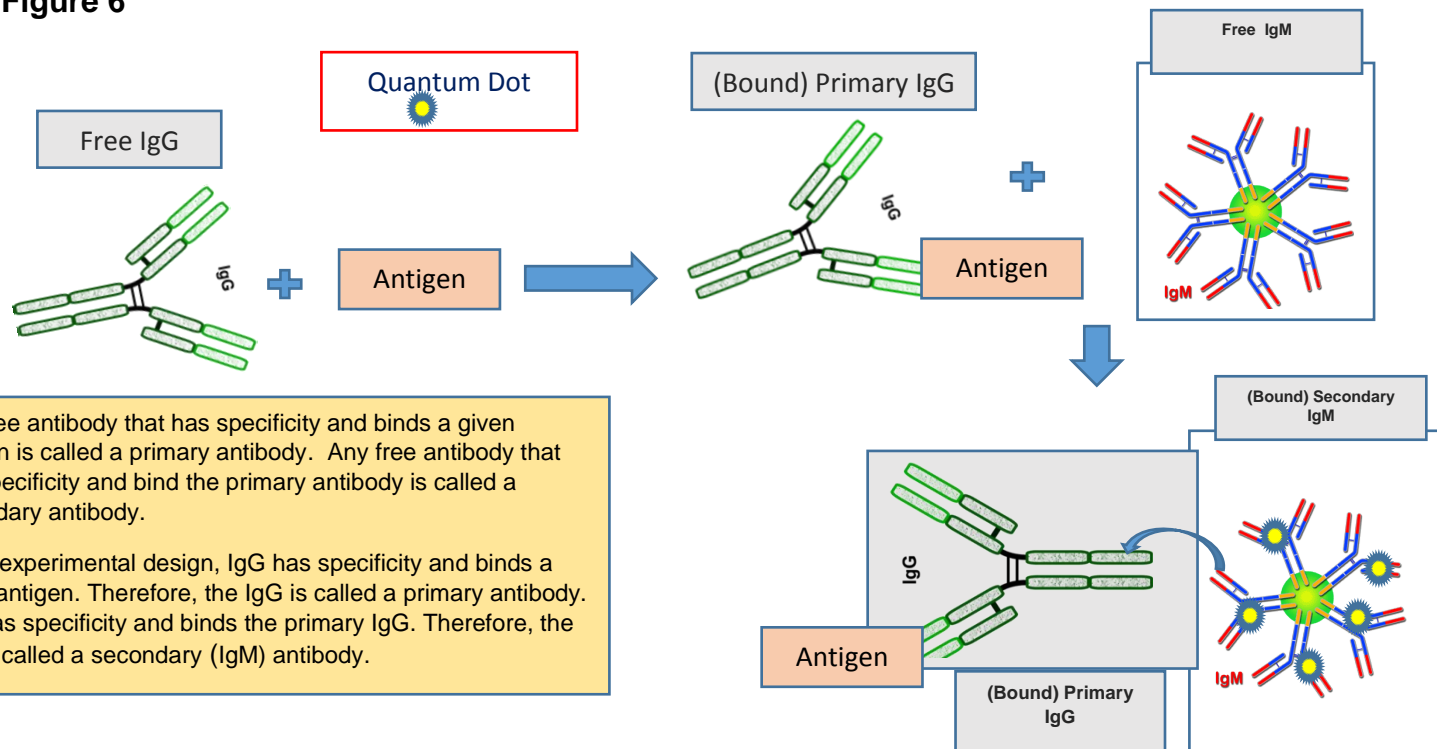 Figure 6
Free IgG
Quantum Dot
(Bound) Primary IgG
Free IgM
IgG
Antigen
IgG
Antigen
IgM
ee antibody that has specificity and binds a given
n is called a primary antibody. Any free antibody that
pecificity and bind the primary antibody is called a
dary antibody.
experimental design, IgG has specificity and binds a
antigen. Therefore, the IgG is called a primary antibody.
as specificity and binds the primary IgG. Therefore, the
called a secondary (IgM) antibody.
(Bound) Secondary
IgM
IgG
Antigen
IgM
(Bound) Primary
IgG